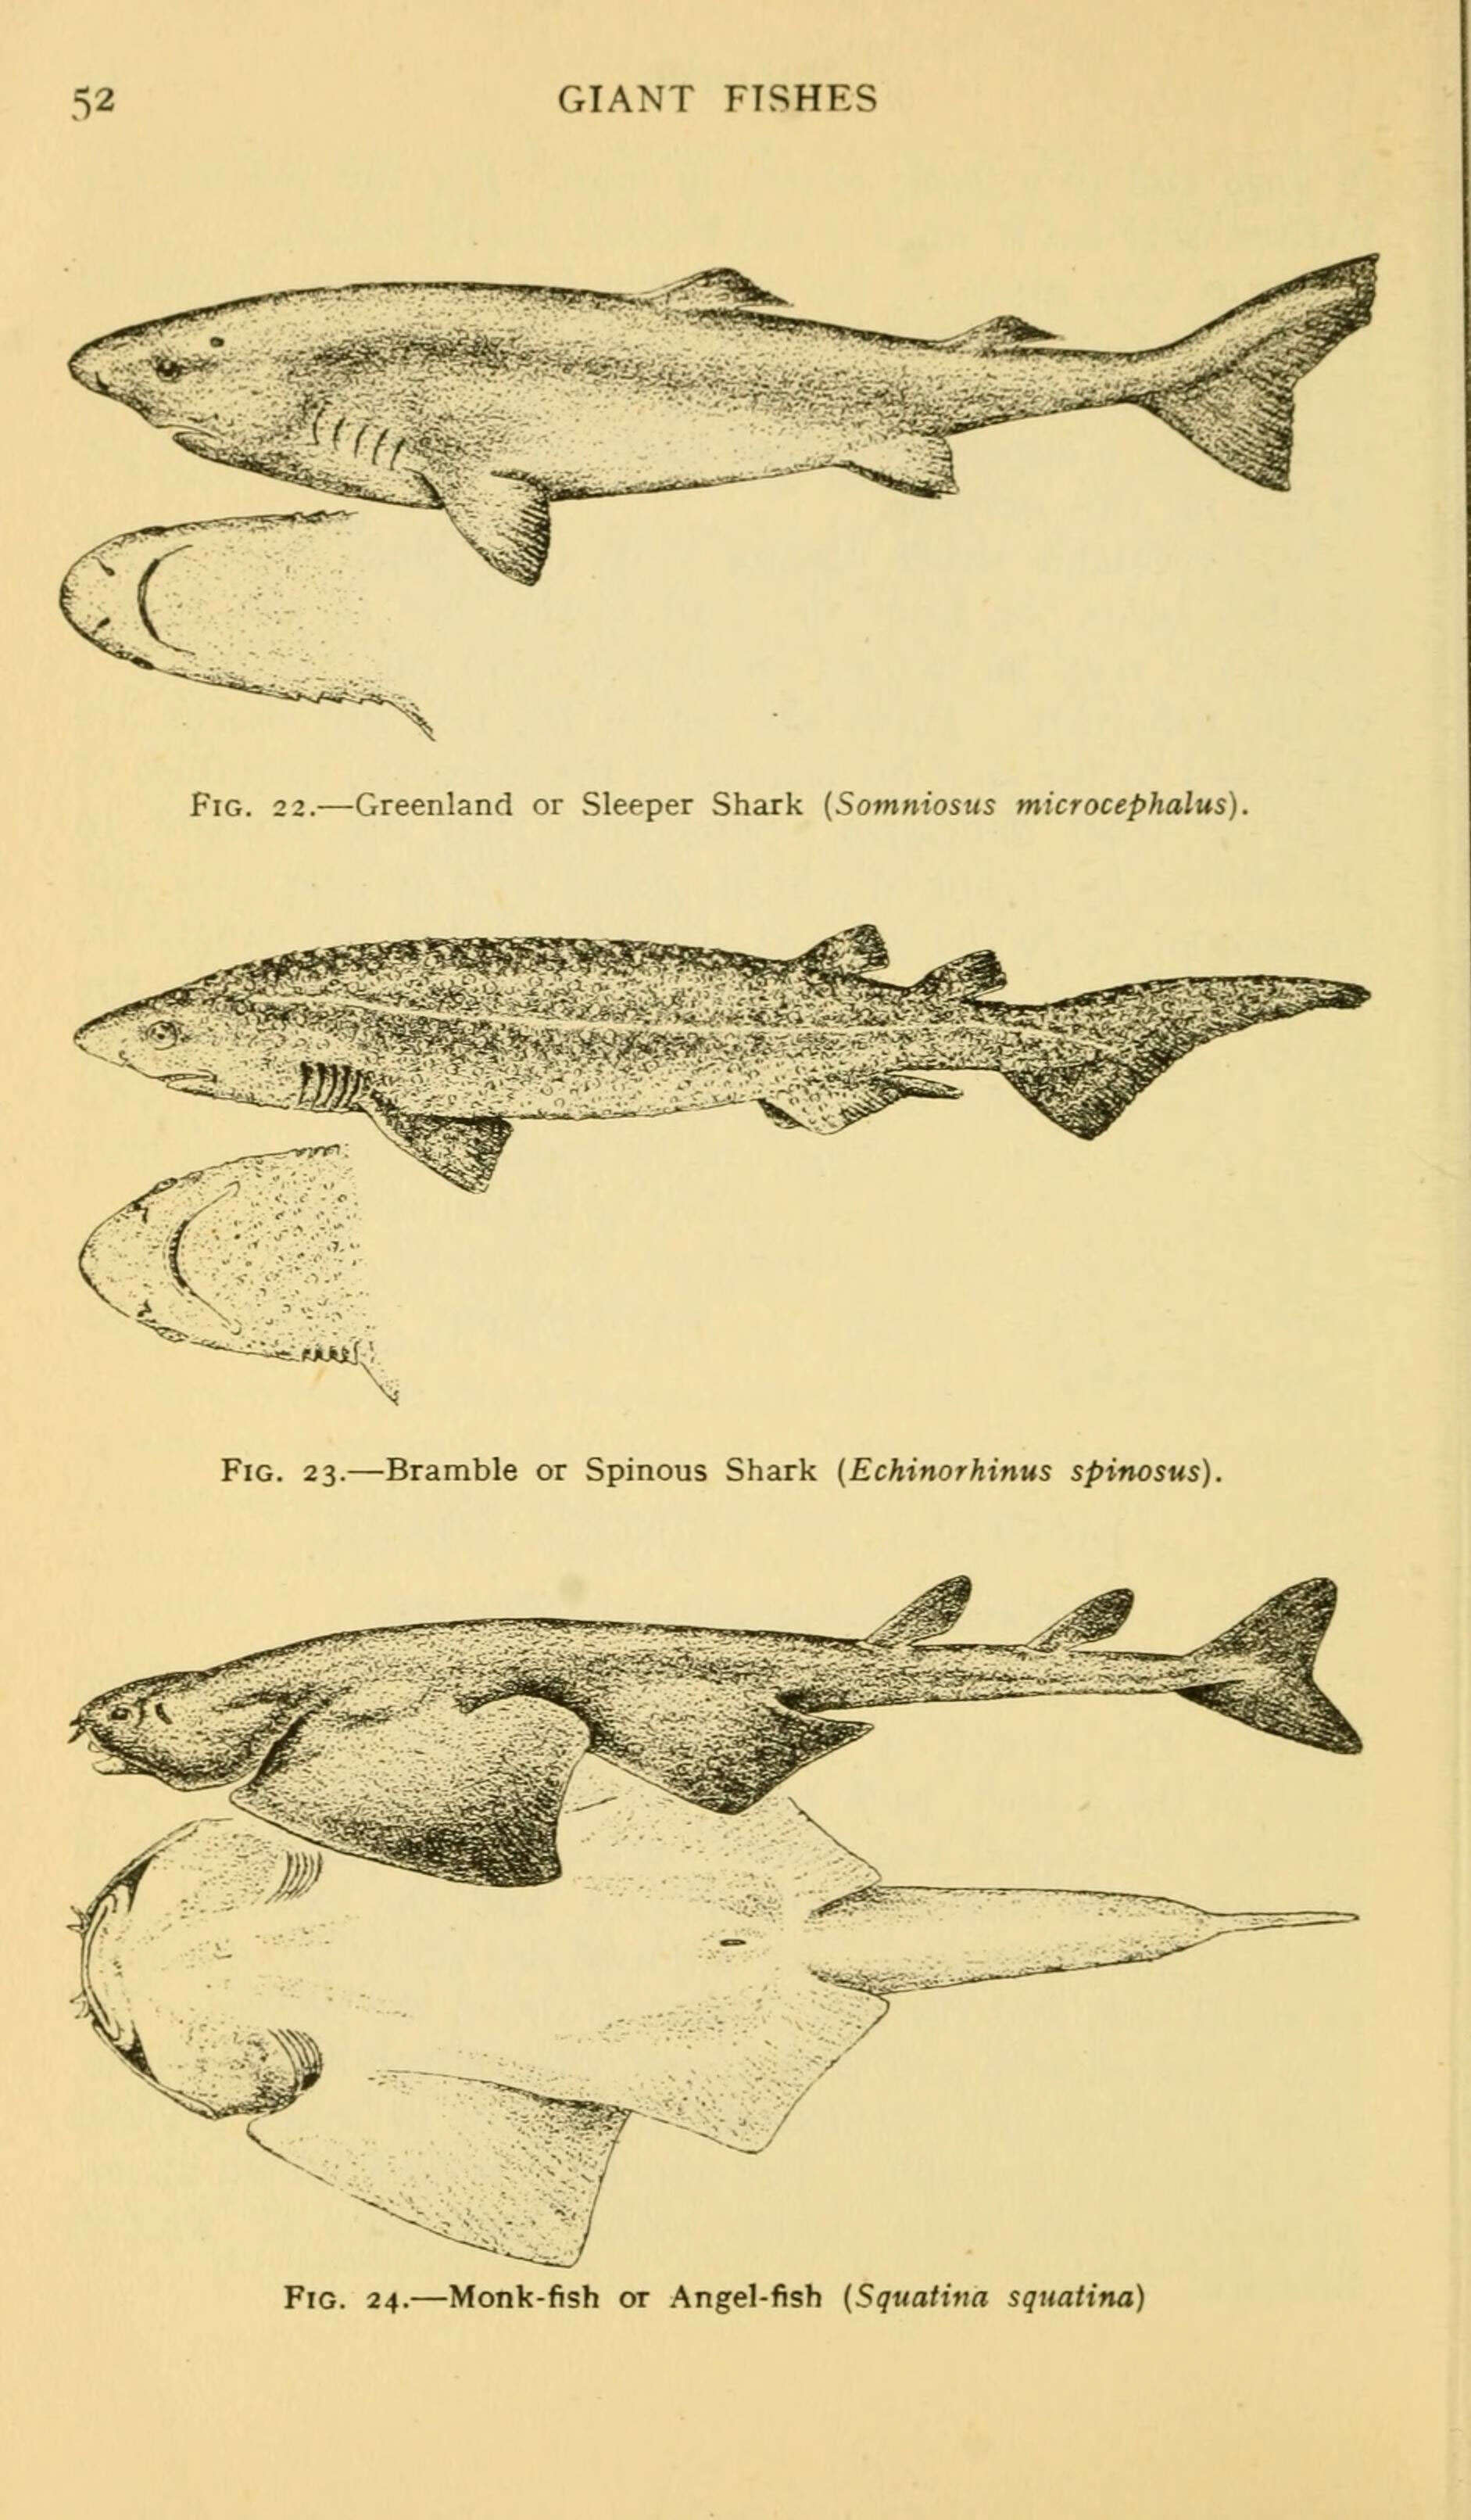 52 GIANT FISHES
FIG. 22.—Greenland or Sleeper Shark (Somniosus microcephalus).
FIG. 23.—Bramble or Spinous Shark (Echinorhinus spinosus).
FIG. 24.—Monk-fish or Angel-fish (Squatina squatina)